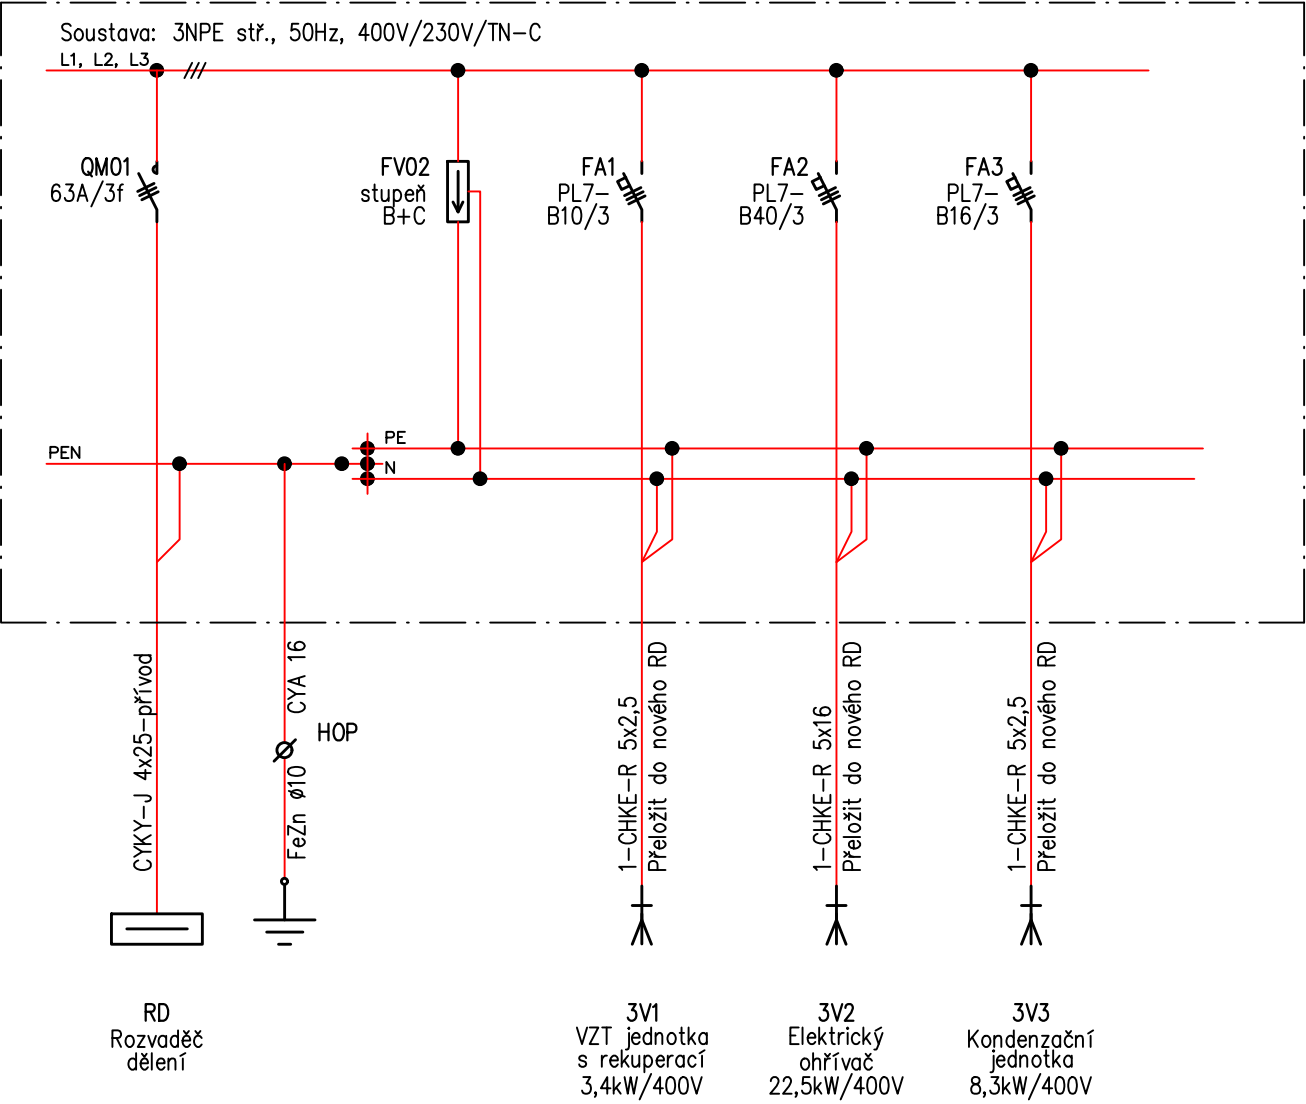 Soustava: 3NPE stř., 50Hz, 400V/230V/TN-C
L1, L2, L3
QM01
63A/3f
FV02
stupeň
B+C
FA1
PL7-
B10/3
FA2
PL7-
B40/3
FA3
PL7-
B16/3
PEN
PE
N
CYKY-J 4x25-přívod
CYA 16
HOP
FeZn ø10
1-CHKE-R 5x2,5
Přeložit do nového RD
1-CHKE-R 5x16
Přeložit do nového RD
1-CHKE-R 5x2,5
Přeložit do nového RD
RD
Rozvaděč
dělení
3V1
VZT jednotka
s rekuperací
3,4kW/400V
3V2
Elektrický
ohřívač
22,5kW/400V
3V3
Kondenzační
jednotka
8,3kW/400V